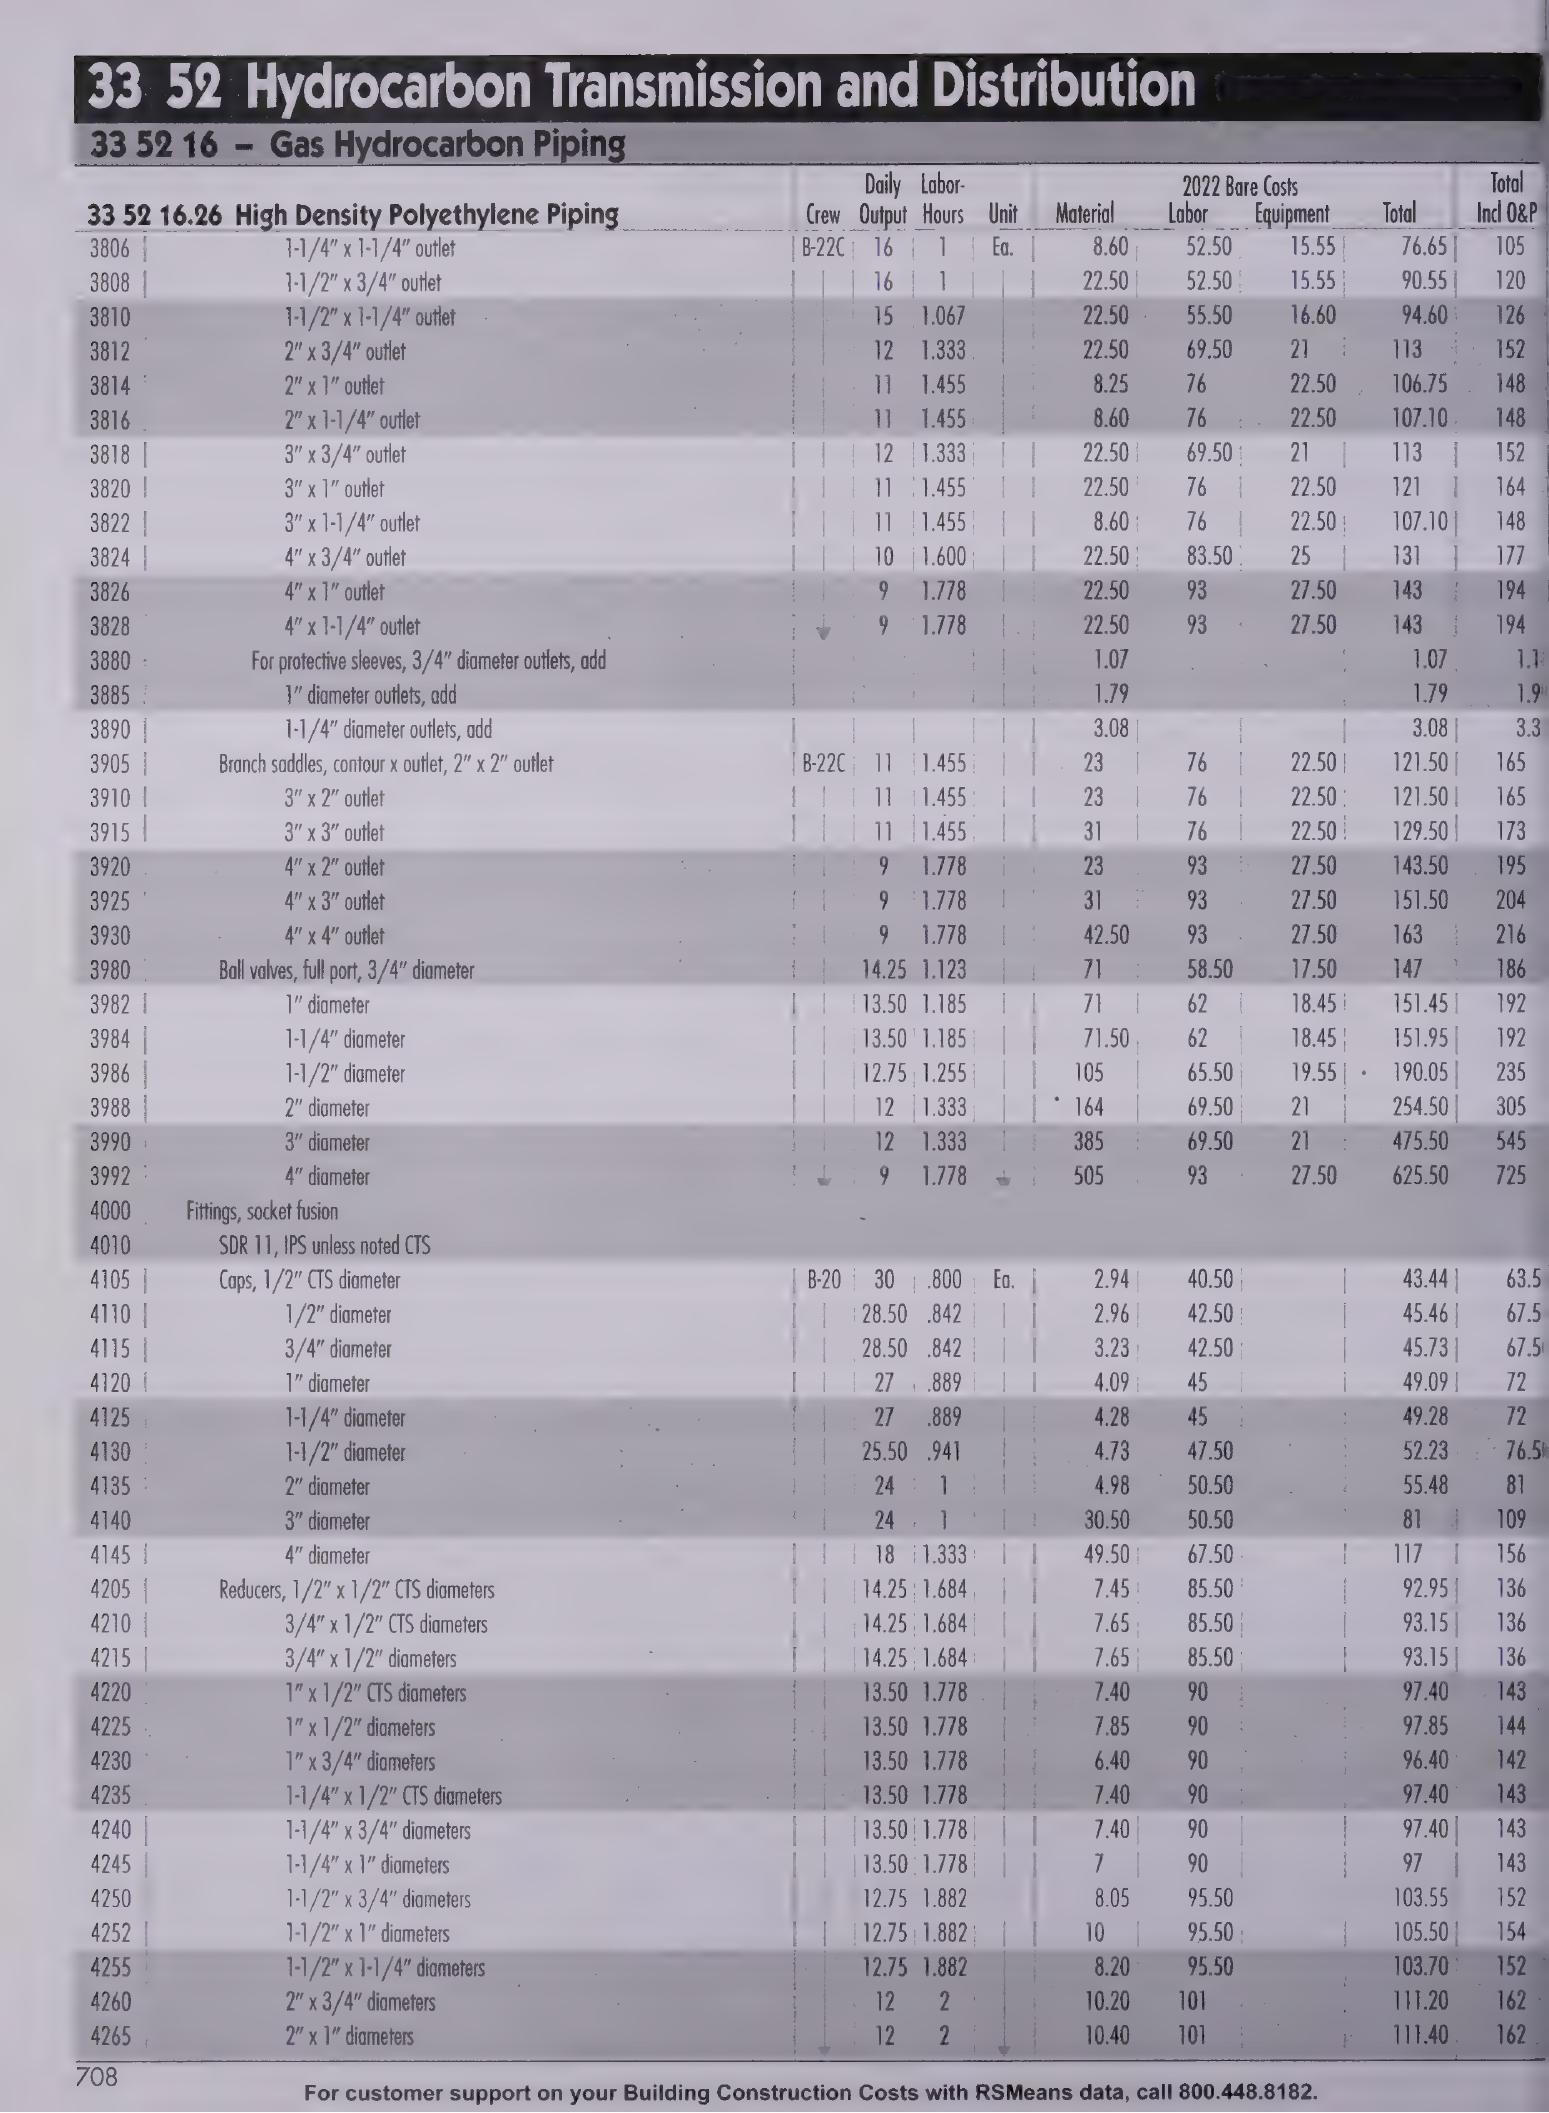 33 52 Hydrocarbon Transmission and Distribution
33 52 16 – Gas Hydrocarbon Piping
33 52 16.26 High Density Polyethylene Piping Crew Daily Output Labor-Hours Unit 2022 Bare Costs Material Labor Equipment Total Total Incl O&P
3806 1-1/4" x 1-1/4" outlet B-22C 16 1 Ea. 8.60 52.50 15.55 76.65 105
3808 1-1/2" x 3/4" outlet 16 1 22.50 52.50 15.55 90.55 120
3810 1-1/2" x 1-1/4" outlet 15 1.067 22.50 55.50 16.60 94.60 126
3812 2" x 3/4" outlet 12 1.333 22.50 69.50 21 113 152
3814 2" x 1" outlet 11 1.455 8.25 76 22.50 106.75 148
3816 2" x 1-1/4" outlet 11 1.455 8.60 76 22.50 107.10 148
3818 3" x 3/4" outlet 12 1.333 22.50 69.50 21 113 152
3820 3" x 1" outlet 11 1.455 22.50 76 22.50 121 164
3822 3" x 1-1/4" outlet 11 1.455 8.60 76 22.50 107.10 148
3824 4" x 3/4" outlet 10 1.600 22.50 83.50 25 131 177
3826 4" x 1" outlet 9 1.778 22.50 93 27.50 143 194
3828 4" x 1-1/4" outlet 9 1.778 22.50 93 27.50 143 194
3880 For protective sleeves, 3/4" diameter outlets, add 1.07 1.07 1.1
3885 1" diameter outlets, add 1.79 1.79 1.9
3890 1-1/4" diameter outlets, add 3.08 3.08 3.3
3905 Branch saddles, contour x outlet, 2" x 2" outlet B-22C 11 1.455 23 76 22.50 121.50 165
3910 3" x 2" outlet 11 1.455 23 76 22.50 121.50 165
3915 3" x 3" outlet 11 1.455 31 76 22.50 129.50 173
3920 4" x 2" outlet 9 1.778 23 93 27.50 143.50 195
3925 4" x 3" outlet 9 1.778 31 93 27.50 151.50 204
3930 4" x 4" outlet 9 1.778 42.50 93 27.50 163 216
3980 Ball valves, full port, 3/4" diameter 14.25 1.123 71 58.50 17.50 147 186
3982 1" diameter 13.50 1.185 71 62 18.45 151.45 192
3984 1-1/4" diameter 13.50 1.185 71.50 62 18.45 151.95 192
3986 1-1/2" diameter 12.75 1.255 105 65.50 19.55 190.05 235
3988 2" diameter 12 1.333 164 69.50 21 254.50 305
3990 3" diameter 12 1.333 385 69.50 21 475.50 545
3992 4" diameter 9 1.778 505 93 27.50 625.50 725
4000 Fittings, socket fusion
4010 SDR 11, IPS unless noted CTS
4105 Caps, 1/2" CTS diameter B-20 30 .800 Ea. 2.94 40.50 43.44 63.5
4110 1/2" diameter 28.50 .842 2.96 42.50 45.46 67.5
4115 3/4" diameter 28.50 .842 3.23 42.50 45.73 67.5
4120 1" diameter 27 .889 4.09 45 49.09 72
4125 1-1/4" diameter 27 .889 4.28 45 49.28 72
4130 1-1/2" diameter 25.50 .941 4.73 47.50 52.23 76.5
4135 2" diameter 24 1 4.98 50.50 55.48 81
4140 3" diameter 24 1 30.50 50.50 81 109
4145 4" diameter 18 1.333 49.50 67.50 117 156
4205 Reducers, 1/2" x 1/2" CTS diameters 14.25 1.684 7.45 85.50 92.95 136
4210 3/4" x 1/2" CTS diameters 14.25 1.684 7.65 85.50 93.15 136
4215 3/4" x 1/2" diameters 14.25 1.684 7.65 85.50 93.15 136
4220 1" x 1/2" CTS diameters 13.50 1.778 7.40 90 97.40 143
4225 1" x 1/2" diameters 13.50 1.778 7.85 90 97.85 144
4230 1" x 3/4" diameters 13.50 1.778 6.40 90 96.40 142
4235 1-1/4" x 1/2" CTS diameters 13.50 1.778 7.40 90 97.40 143
4240 1-1/4" x 3/4" diameters 13.50 1.778 7.40 90 97.40 143
4245 1-1/4" x 1" diameters 13.50 1.778 7 90 97 143
4250 1-1/2" x 3/4" diameters 12.75 1.882 8.05 95.50 103.55 152
4252 1-1/2" x 1" diameters 12.75 1.882 10 95.50 105.50 154
4255 1-1/2" x 1-1/4" diameters 12.75 1.882 8.20 95.50 103.70 152
4260 2" x 3/4" diameters 12 2 10.20 101 111.20 162
4265 2" x 1" diameters 12 2 10.40 101 111.40 162
708
For customer support on your Building Construction Costs with RSMeans data, call 800.448.8182.